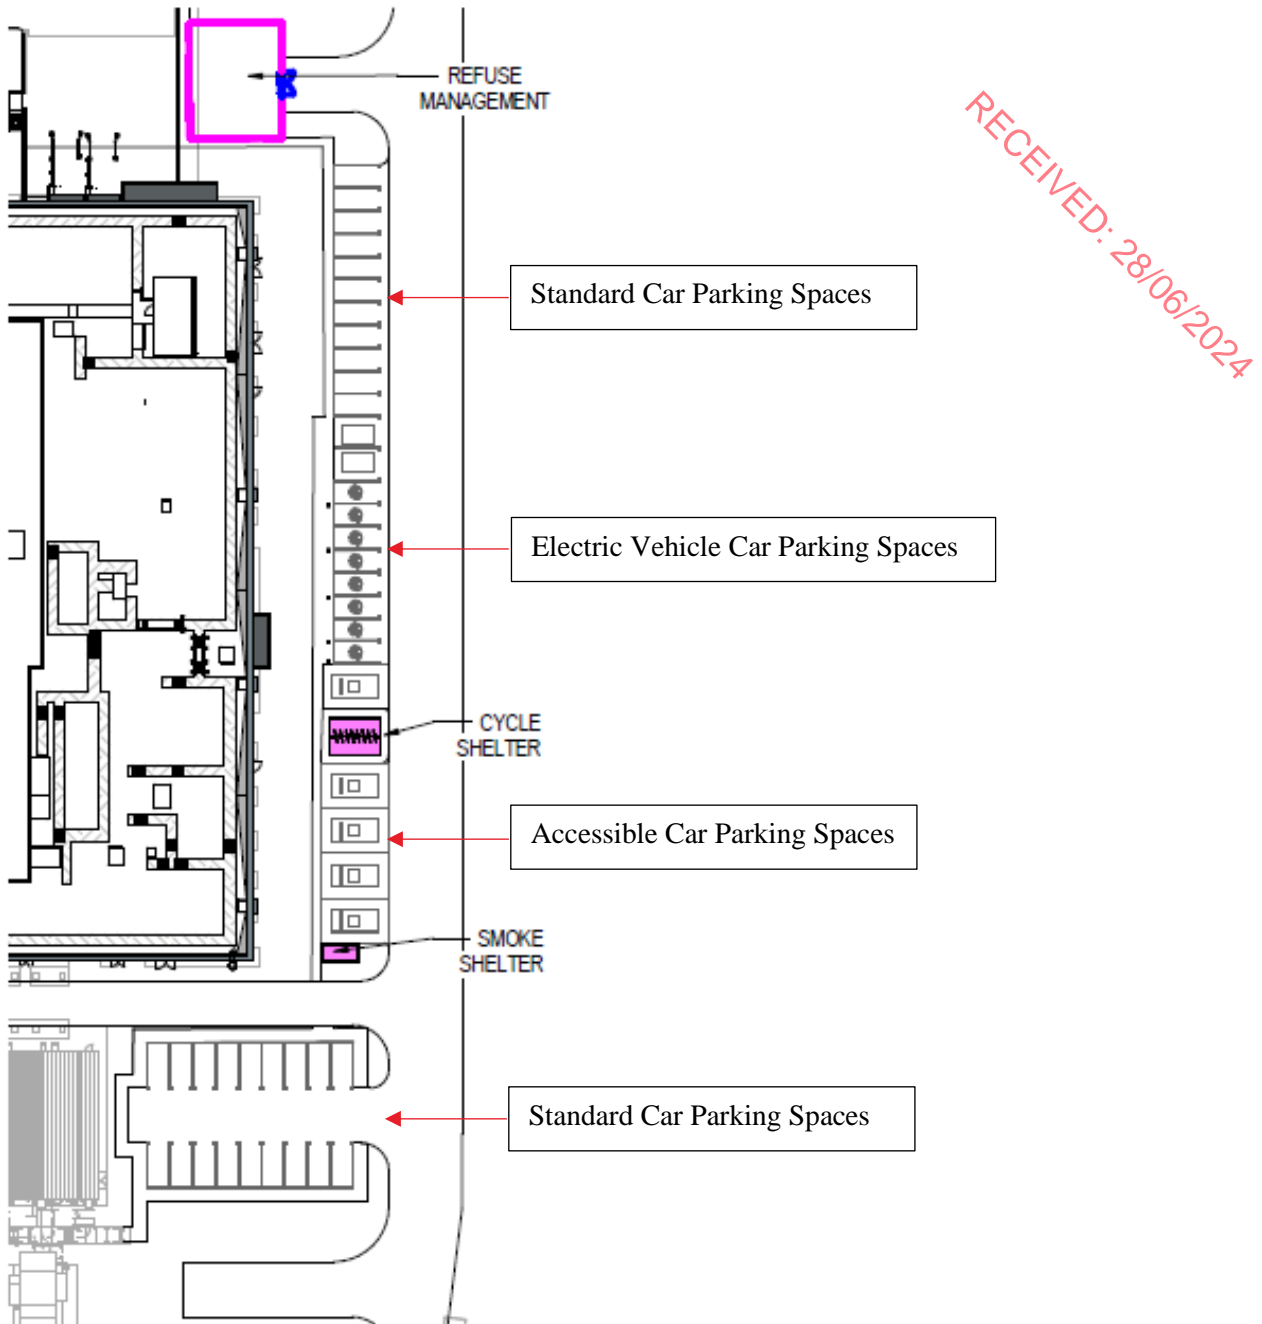 REFUSE
MANAGEMENT
RECEIVED: 28/06/2024
Standard Car Parking Spaces
Electric Vehicle Car Parking Spaces
CYCLE
SHELTER
Accessible Car Parking Spaces
SMOKE
SHELTER
Standard Car Parking Spaces